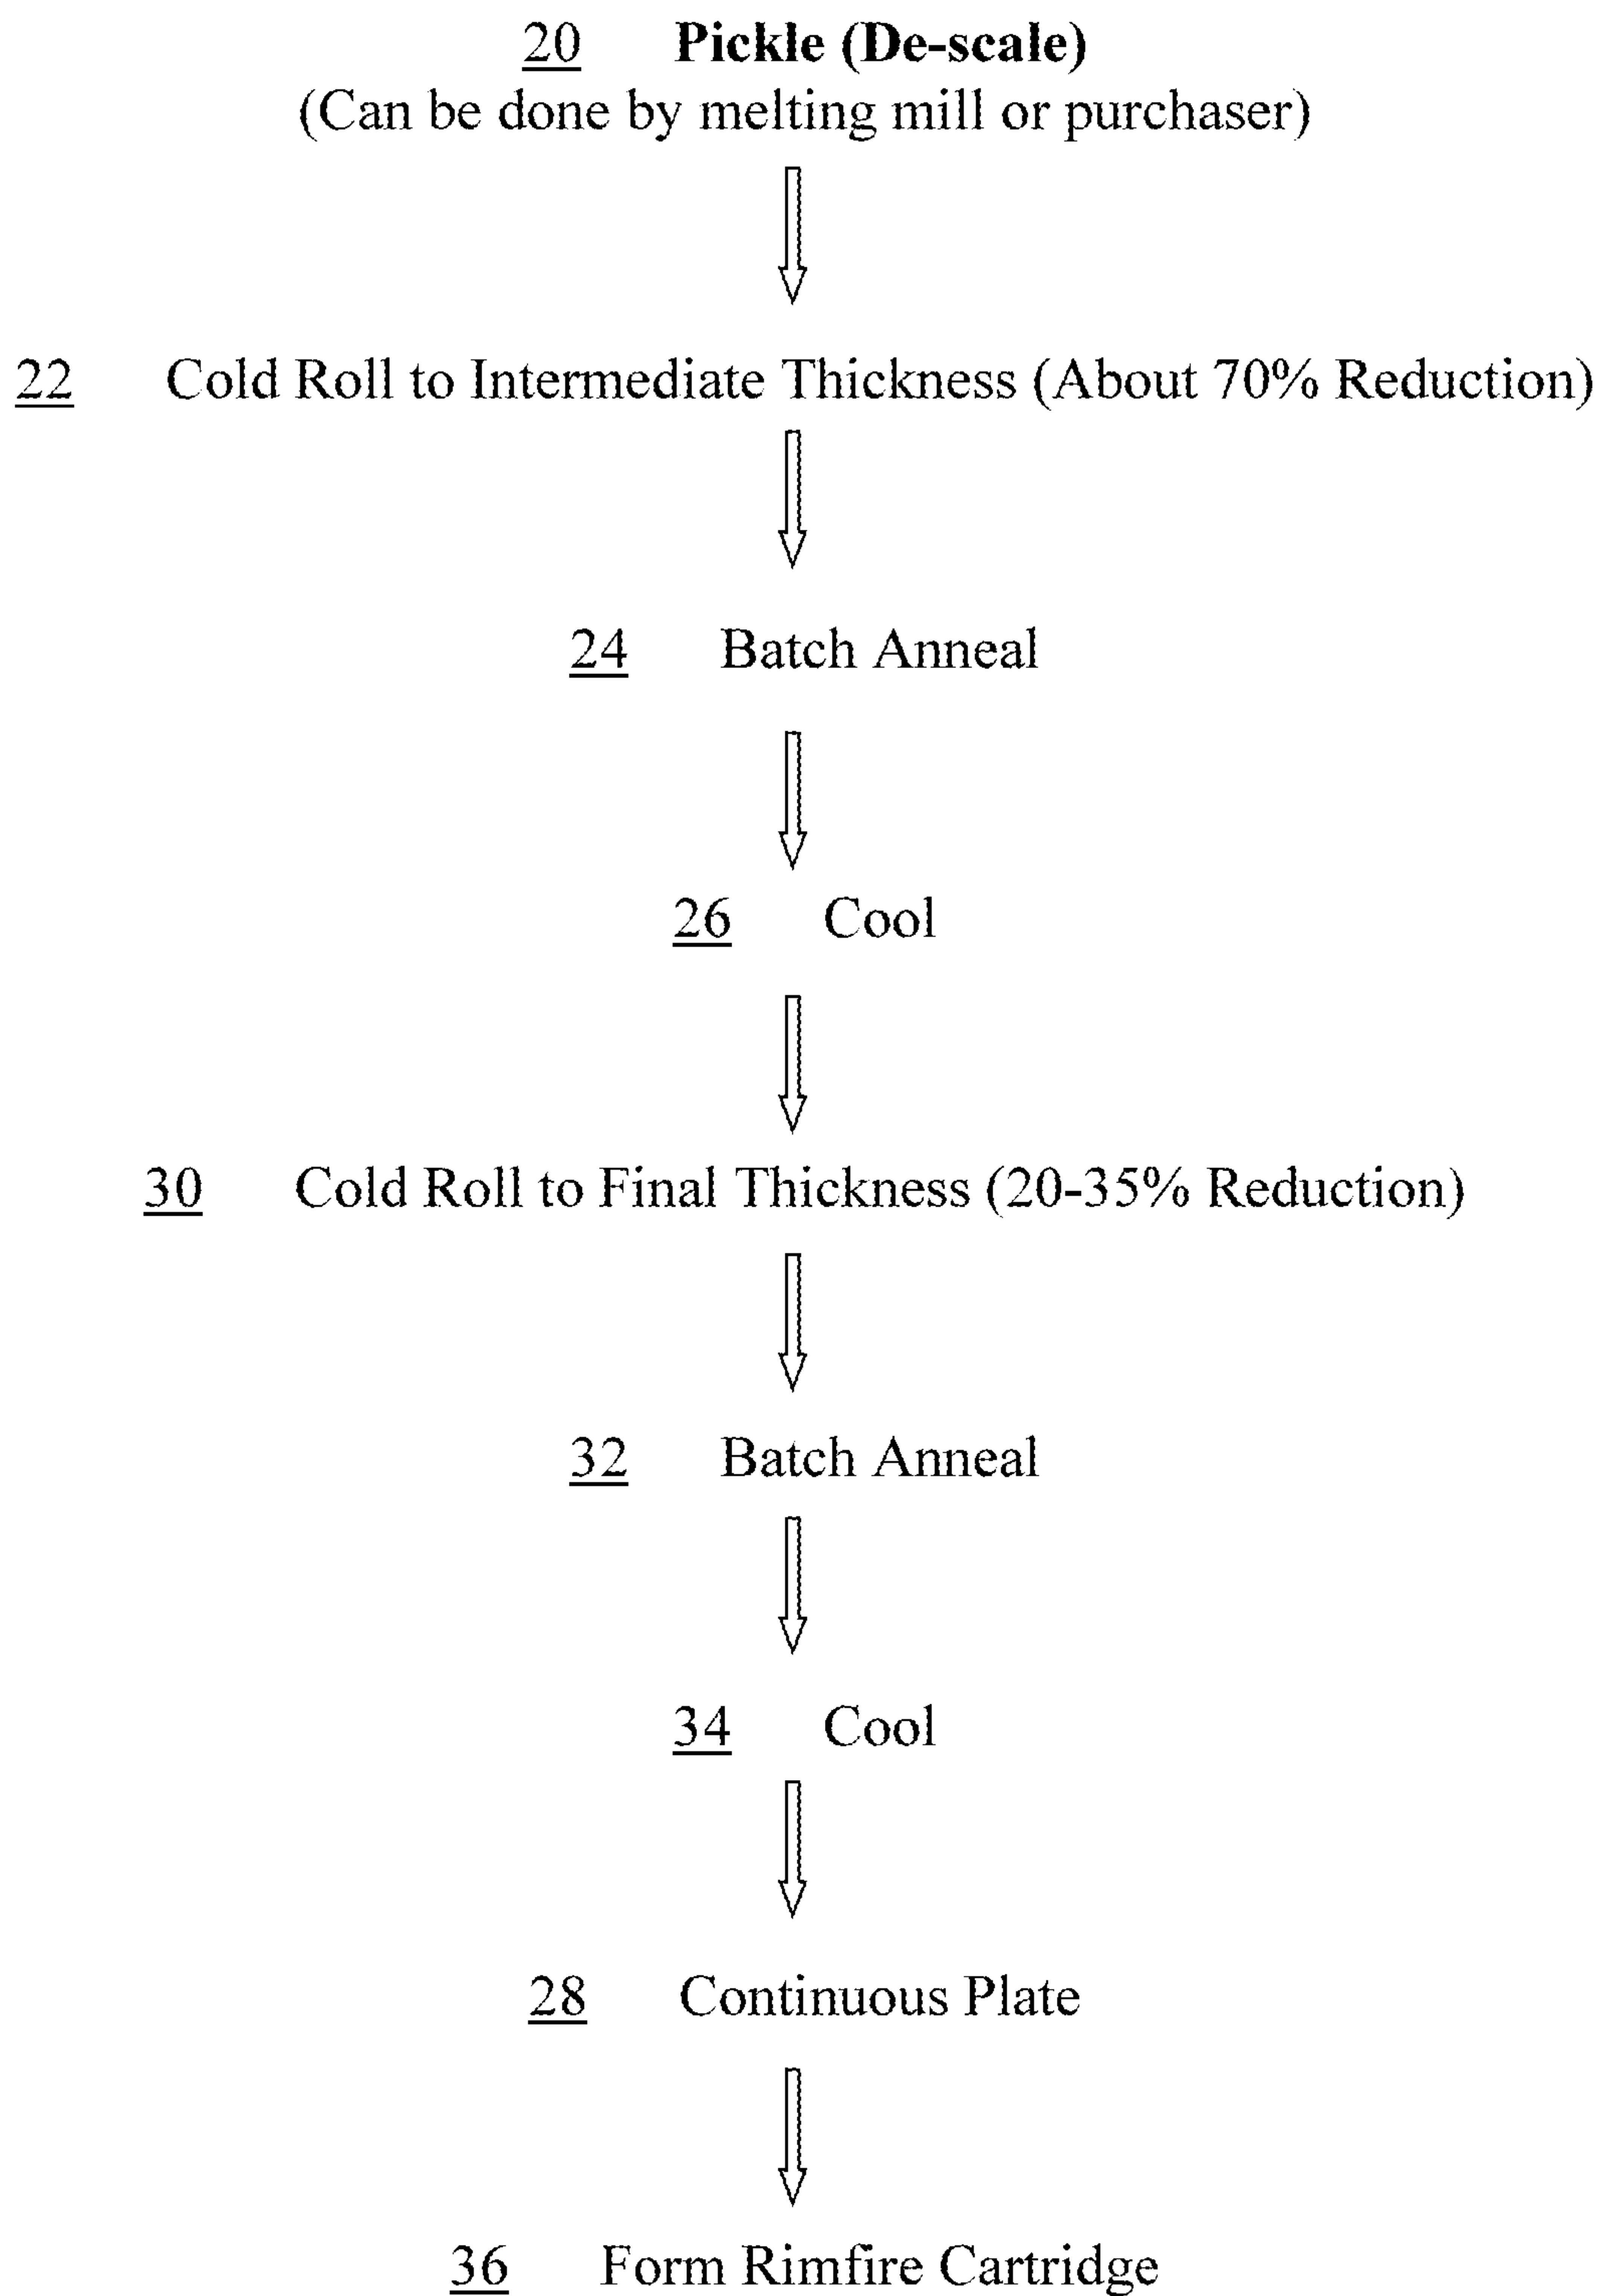 20 Pickle (De-scale)
(Can be done by melting mill or purchaser)
22 Cold Roll to Intermediate Thickness (About 70% Reduction)
24 Batch Anneal
26 Cool
30 Cold Roll to Final Thickness (20-35% Reduction)
32 Batch Anneal
34 Cool
28 Continuous Plate
36 Form Rimfire Cartridge